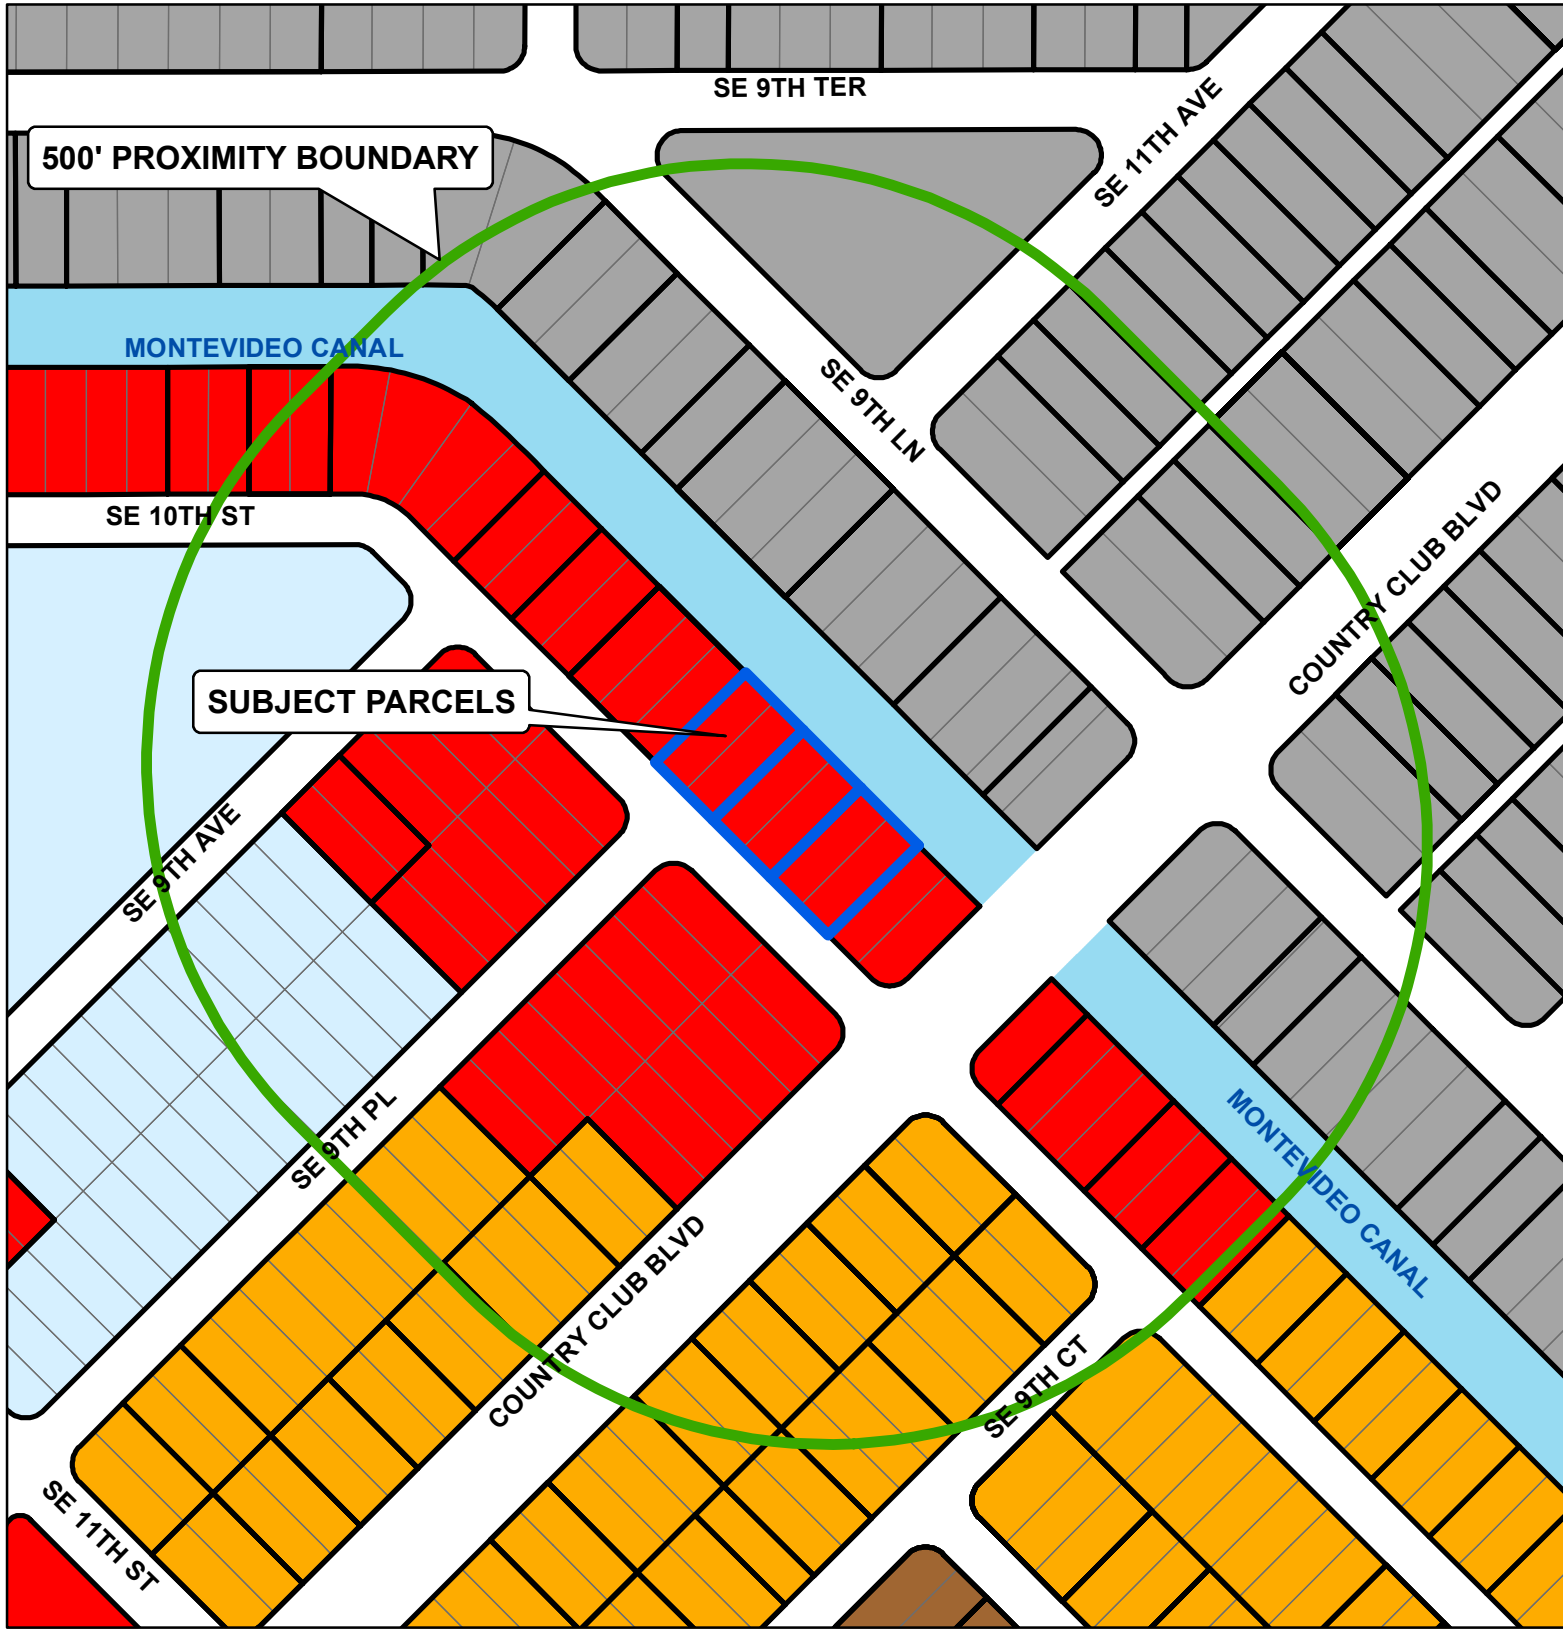 SE 9TH TER
SE 11TH AVE
500' PROXIMITY BOUNDARY
MONTEVIDEO CANAL
SE 9TH LN
SE 10TH ST
COUNTRY CLUB BLVD
SUBJECT PARCELS
SE 9TH AVE
SE 9TH PL
MONTEVIDEO CANAL
COUNTRY CLUB BLVD
SE 9TH CT
SE 11TH ST